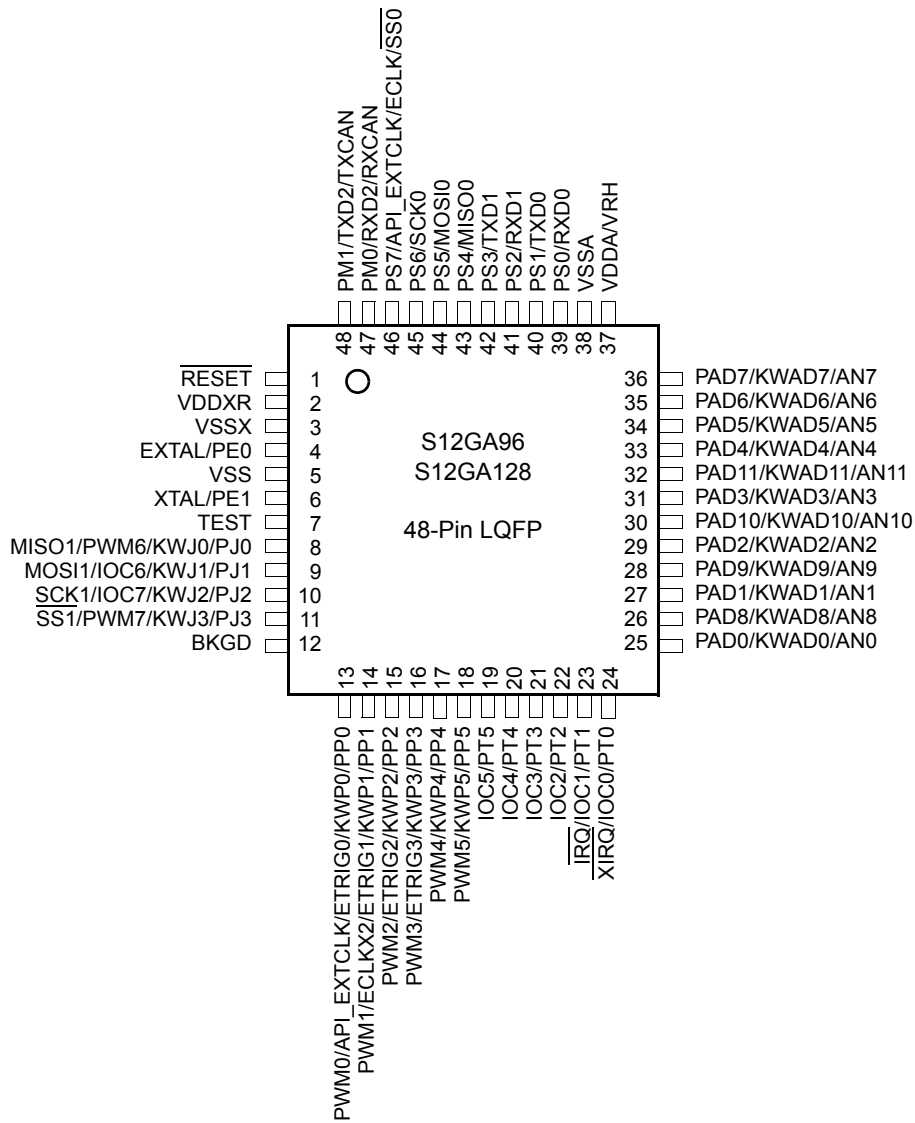 PM1/TXD2/TXCAN
PM0/RXD2/RXCAN
PS7/API_EXTCLK/ECLK/SS0
PS6/SCK0
PS5/MOSI0
PS4/MISO0
PS3/TXD1
PS2/RXD1
PS1/TXD0
PS0/RXD0
VSSA
VDDA/VRH
48
47
46
45
44
43
42
41
40
39
38
37
RESET 1
VDDXR 2
VSSX 3
EXTAL/PE0 4
VSS 5
XTAL/PE1 6
TEST 7
MISO1/PWM6/KWJ0/PJ0 8
MOSI1/IOC6/KWJ1/PJ1 9
SCK1/IOC7/KWJ2/PJ2 10
SS1/PWM7/KWJ3/PJ3 11
BKGD 12
S12GA96
S12GA128
48-Pin LQFP
36 PAD7/KWAD7/AN7
35 PAD6/KWAD6/AN6
34 PAD5/KWAD5/AN5
33 PAD4/KWAD4/AN4
32 PAD11/KWAD11/AN11
31 PAD3/KWAD3/AN3
30 PAD10/KWAD10/AN10
29 PAD2/KWAD2/AN2
28 PAD9/KWAD9/AN9
27 PAD1/KWAD1/AN1
26 PAD8/KWAD8/AN8
25 PAD0/KWAD0/AN0
13
14
15
16
17
18
19
20
21
22
23
24
PWM0/API_EXTCLK/ETRIG0/KWP0/PP0
PWM1/ECLKX2/ETRIG1/KWP1/PP1
PWM2/ETRIG2/KWP2/PP2
PWM3/ETRIG3/KWP3/PP3
PWM4/KWP4/PP4
PWM5/KWP5/PP5
IOC5/PT5
IOC4/PT4
IOC3/PT3
IOC2/PT2
IRQ/IOC1/PT1
XIRQ/IOC0/PT0